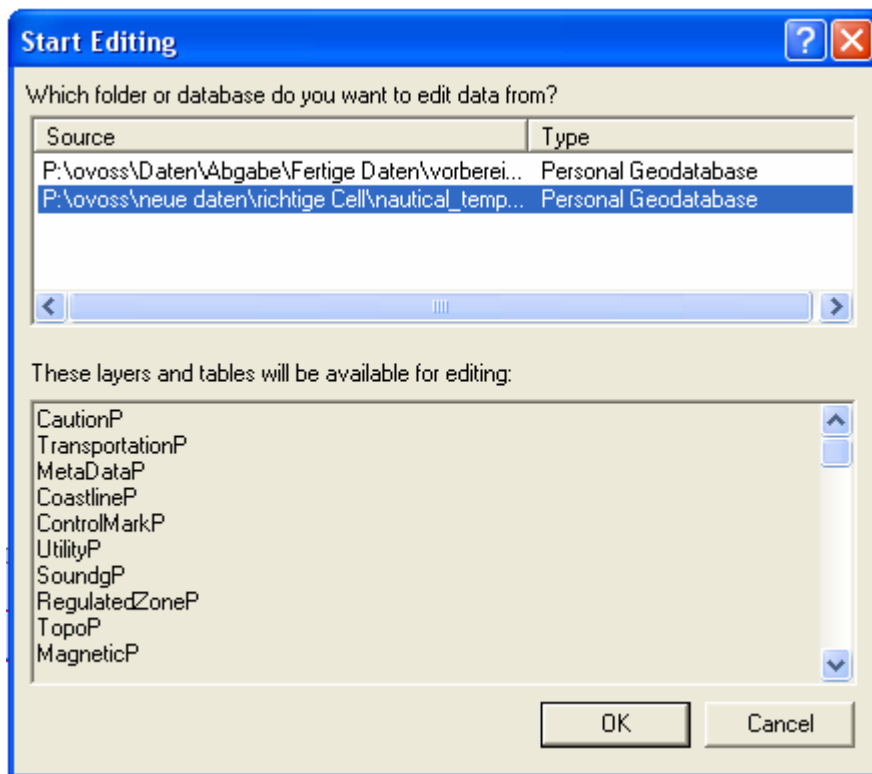 Start Editing
Which folder or database do you want to edit data from?
Source Type
P:\ovoss\Daten\Abgabe\Fertige Daten\vorberei... Personal Geodatabase
P:\ovoss\neue daten\richtige Cell\nautical_temp... Personal Geodatabase
These layers and tables will be available for editing:
CautionP
TransportationP
MetaDataP
CoastlineP
ControlMarkP
UtilityP
SoundgP
RegulatedZoneP
TopoP
MagneticP
OK Cancel